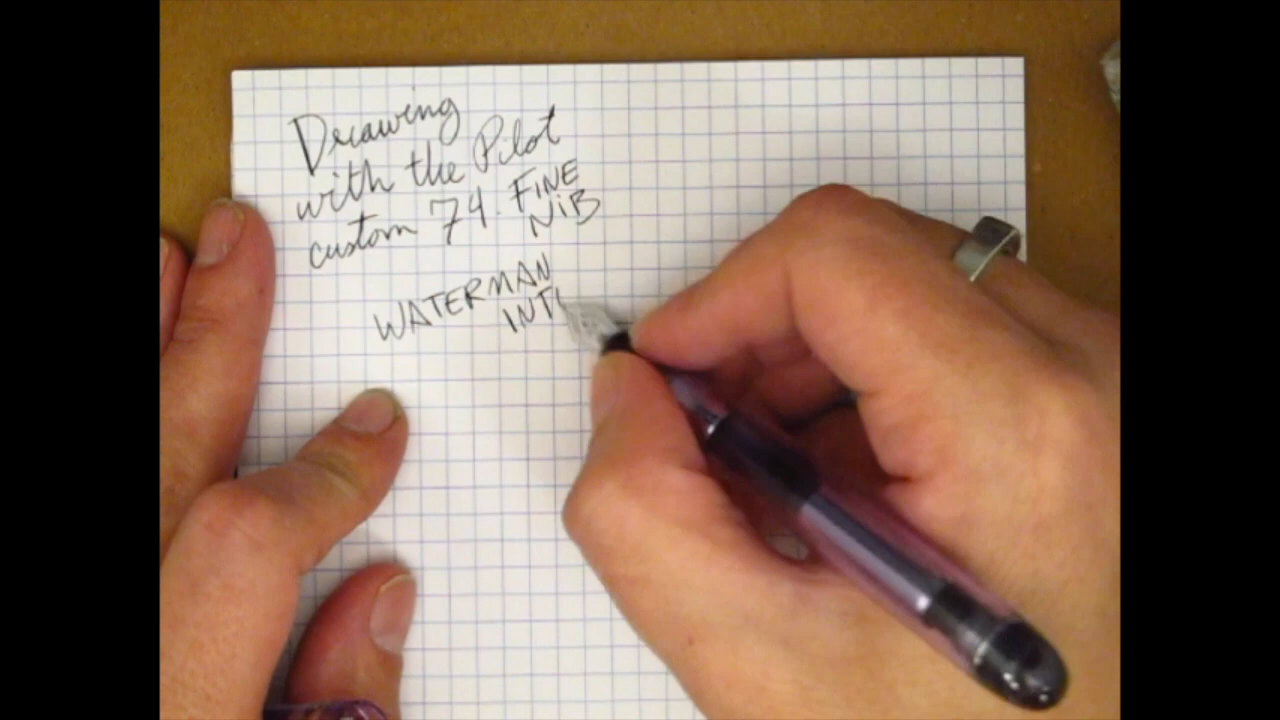 Drawing
with the Pilot
custom 74. FINE
NiB
WATERMAN
INT